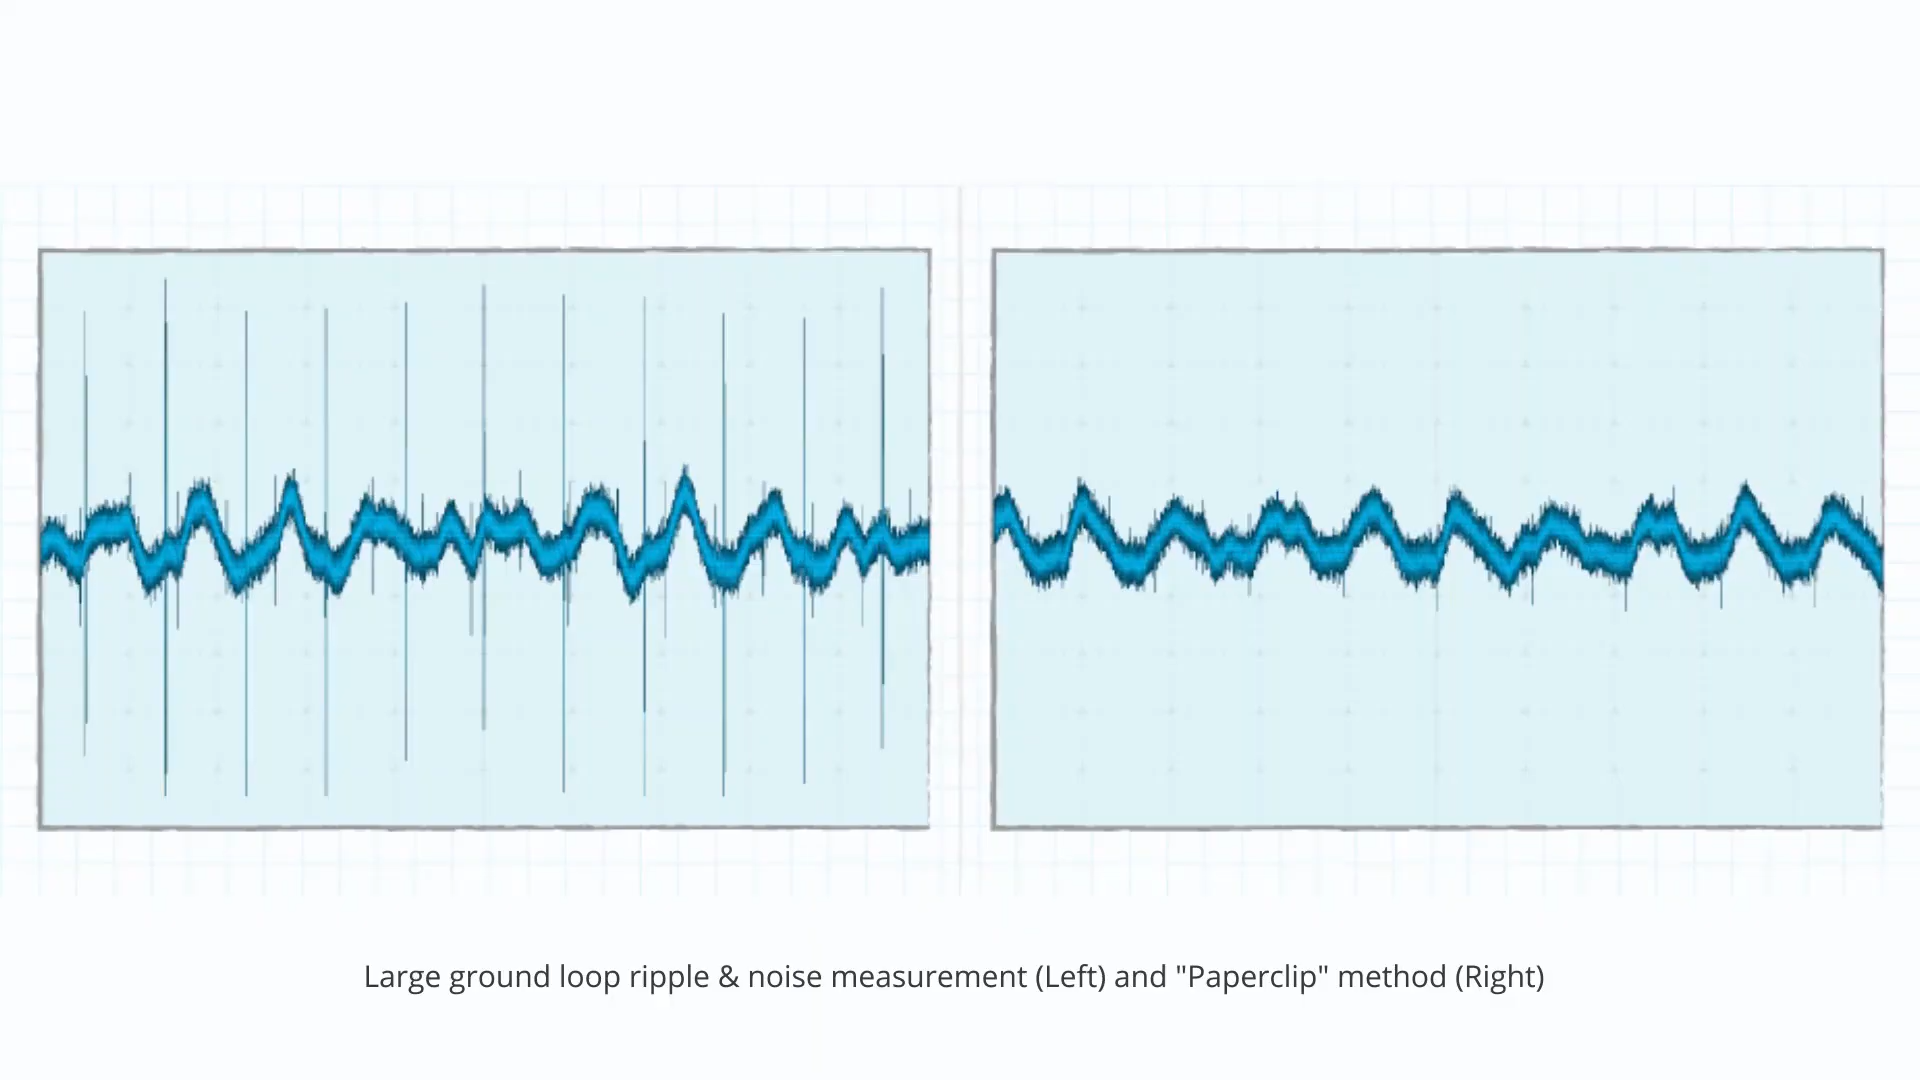 Large ground loop ripple & noise measurement (Left) and "Paperclip" method (Right)